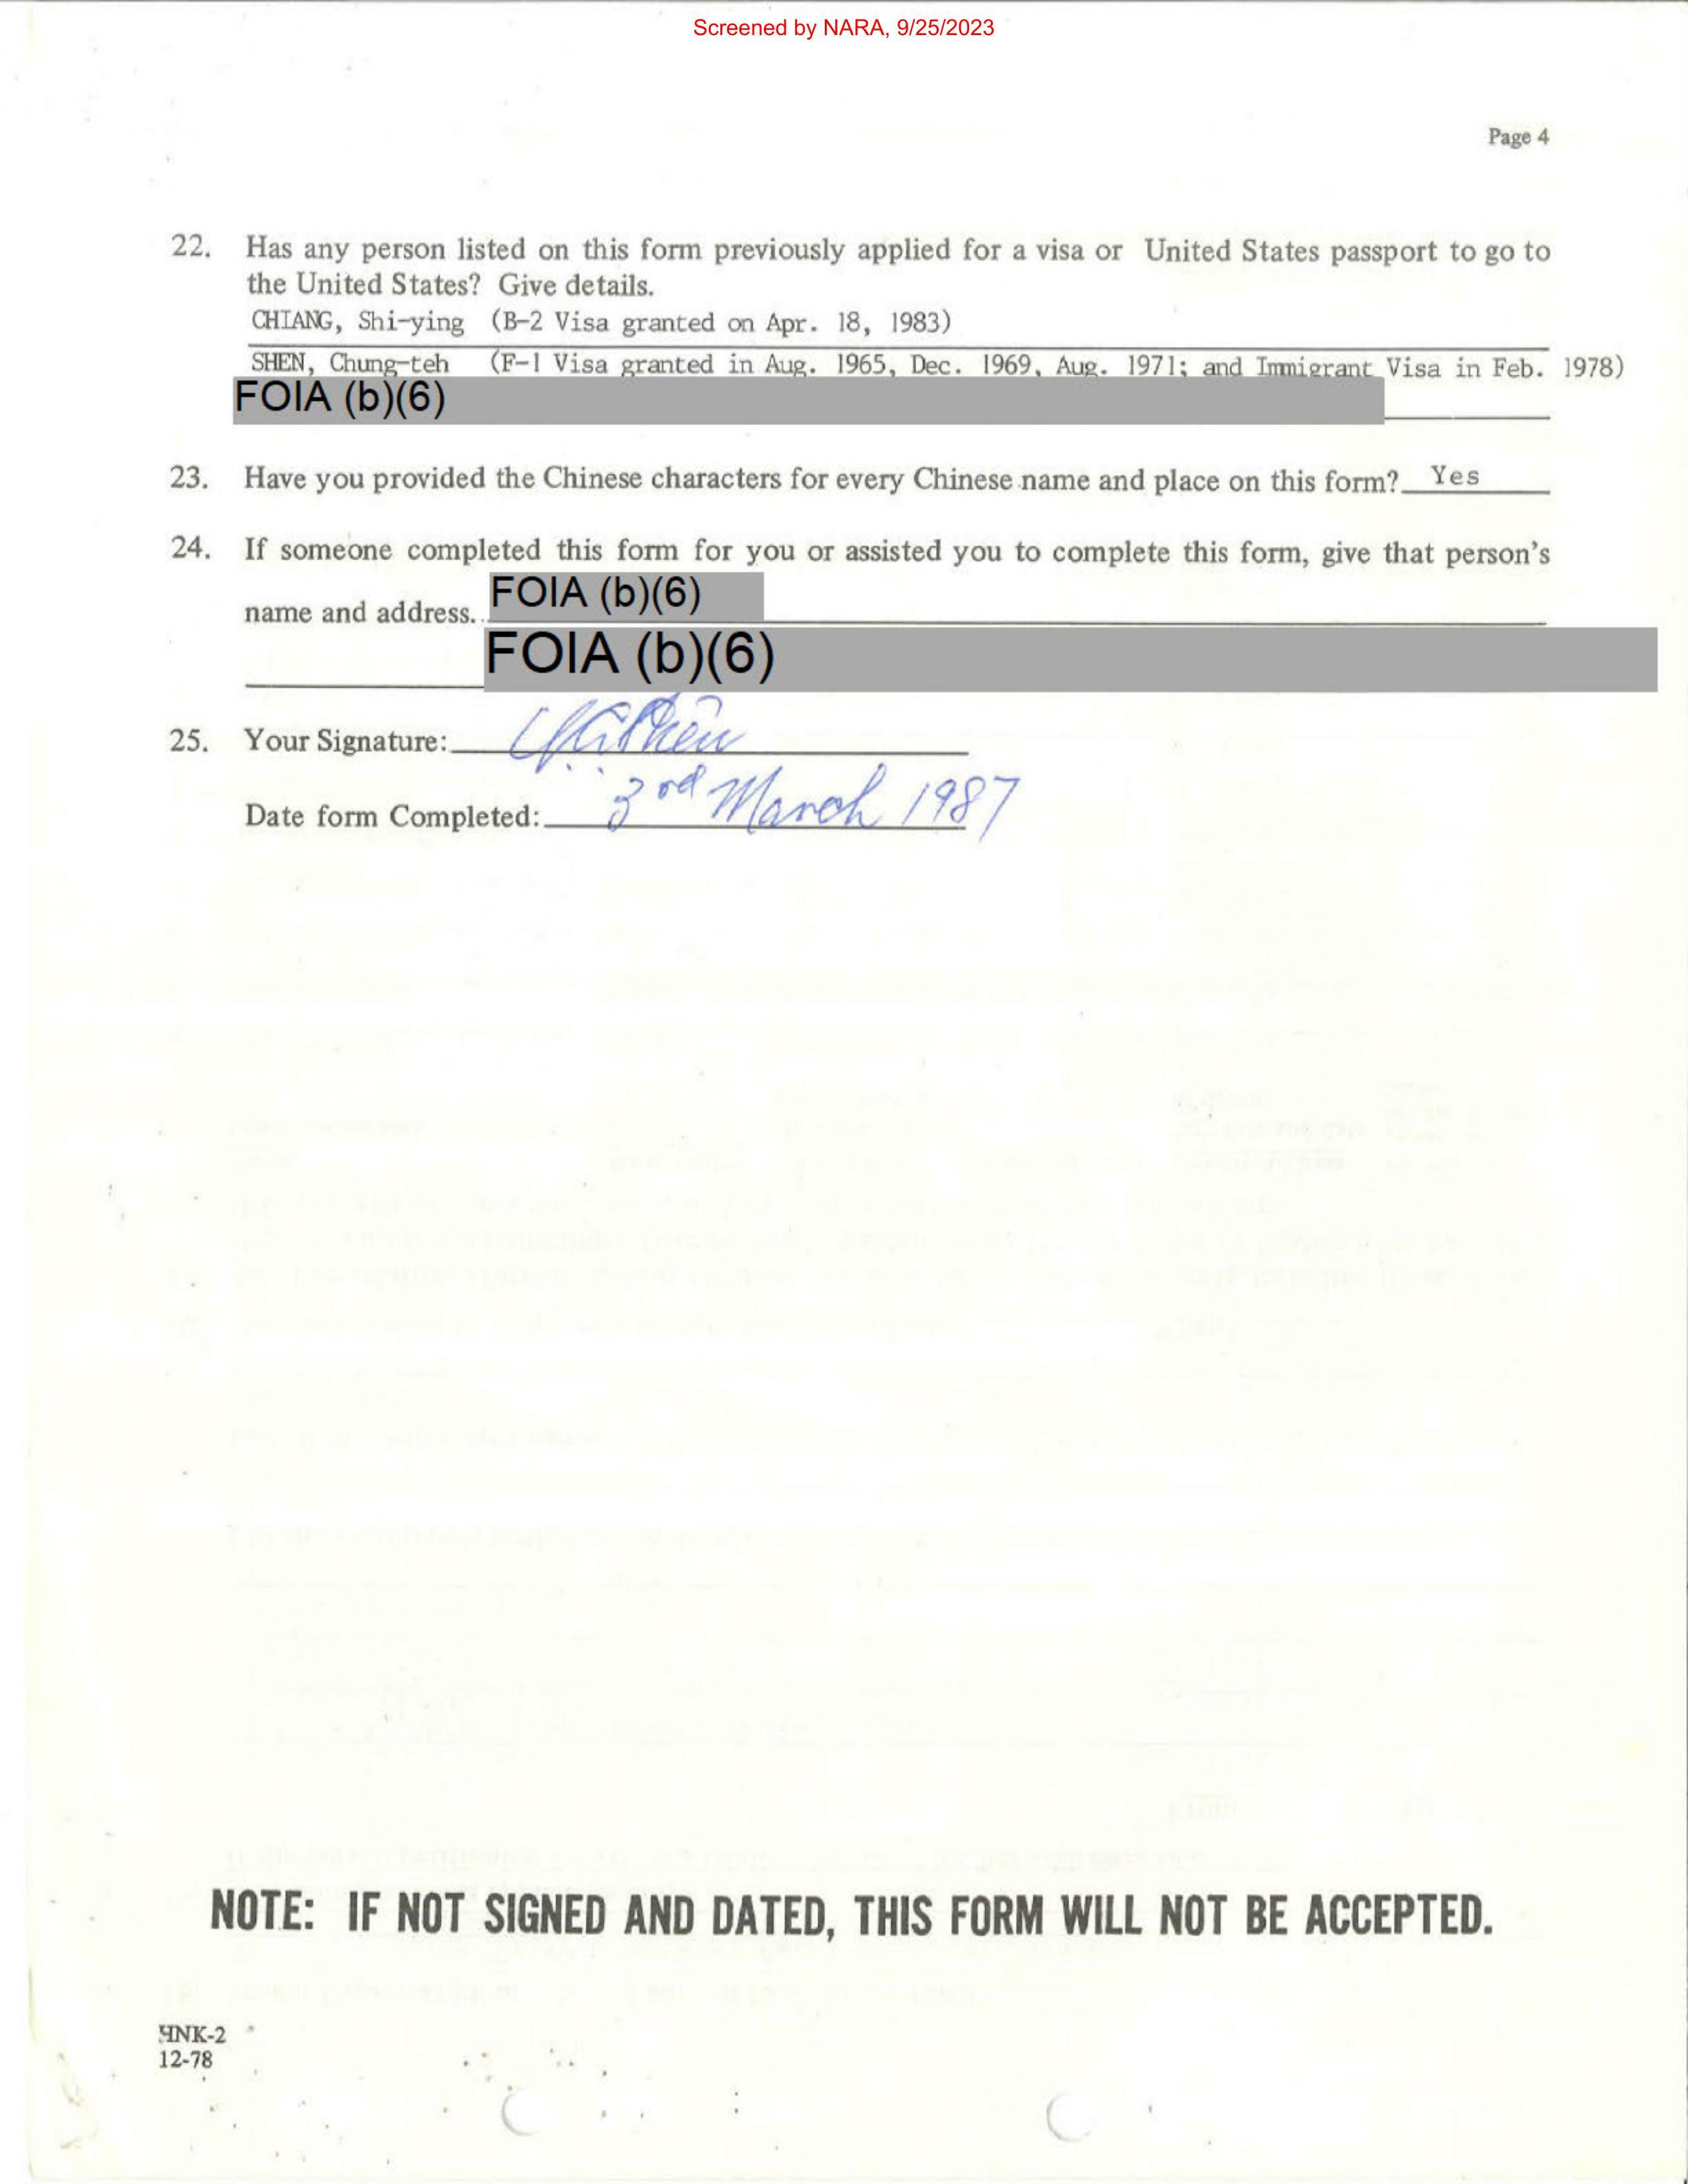 Screened by NARA, 9/25/2023
Page 4
22. Has any person listed on this form previously applied for a visa or United States passport to go to
the United States? Give details.
CHIANG, Shi-ying (B-2 Visa granted on Apr. 18, 1983)
SHEN, Chung-teh (F-1 Visa granted in Aug. 1965, Dec. 1969, Aug. 1971; and Immigrant Visa in Feb. 1978)
FOIA (b)(6)
23. Have you provided the Chinese characters for every Chinese name and place on this form? Yes
24. If someone completed this form for you or assisted you to complete this form, give that person's
FOIA (b)(6)
name and address.
FOIA (b)(6)
25. Your Signature:
Date form Completed: 3rd March 1987
NOTE: IF NOT SIGNED AND DATED, THIS FORM WILL NOT BE ACCEPTED.
HNK-2
12-78